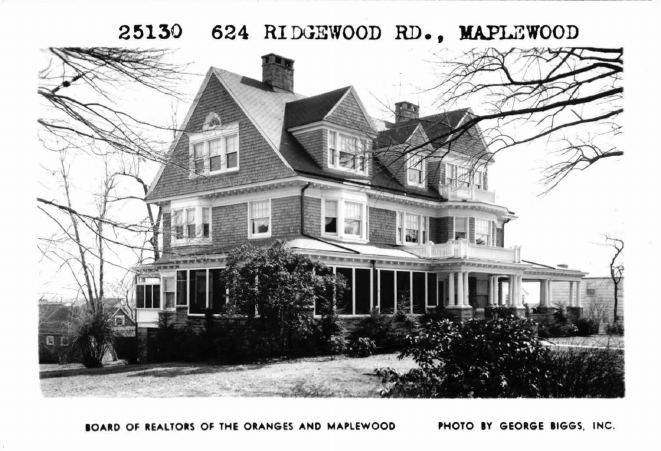 25130 624 RIDGEWOOD RD., MAPLEWOOD
BOARD OF REALTORS OF THE ORANGES AND MAPLEWOOD PHOTO BY GEORGE BIGGS, INC.